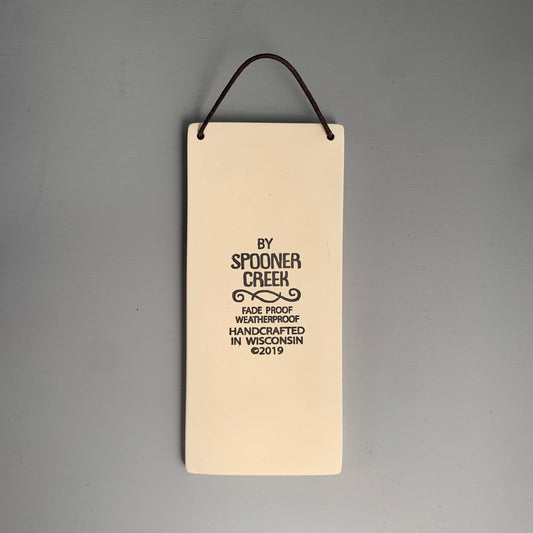 BY
SPOONER
CREEK
FADE PROOF
WEATHERPROOF
HANDCRAFTED
IN WISCONSIN
©2019